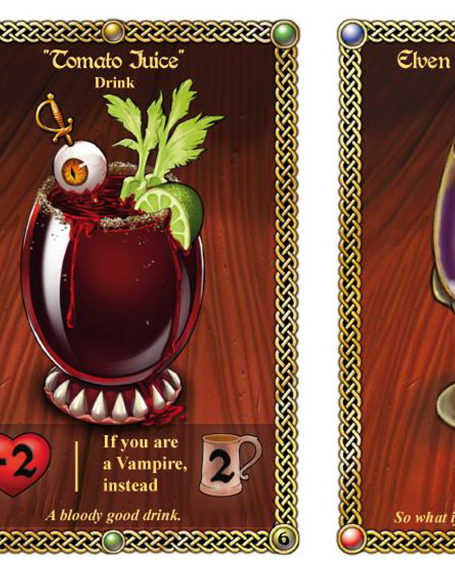 "Tomato Juice"
Drink
-2
If you are
a Vampire,
instead
2
A bloody good drink.
6
Elven
So what i